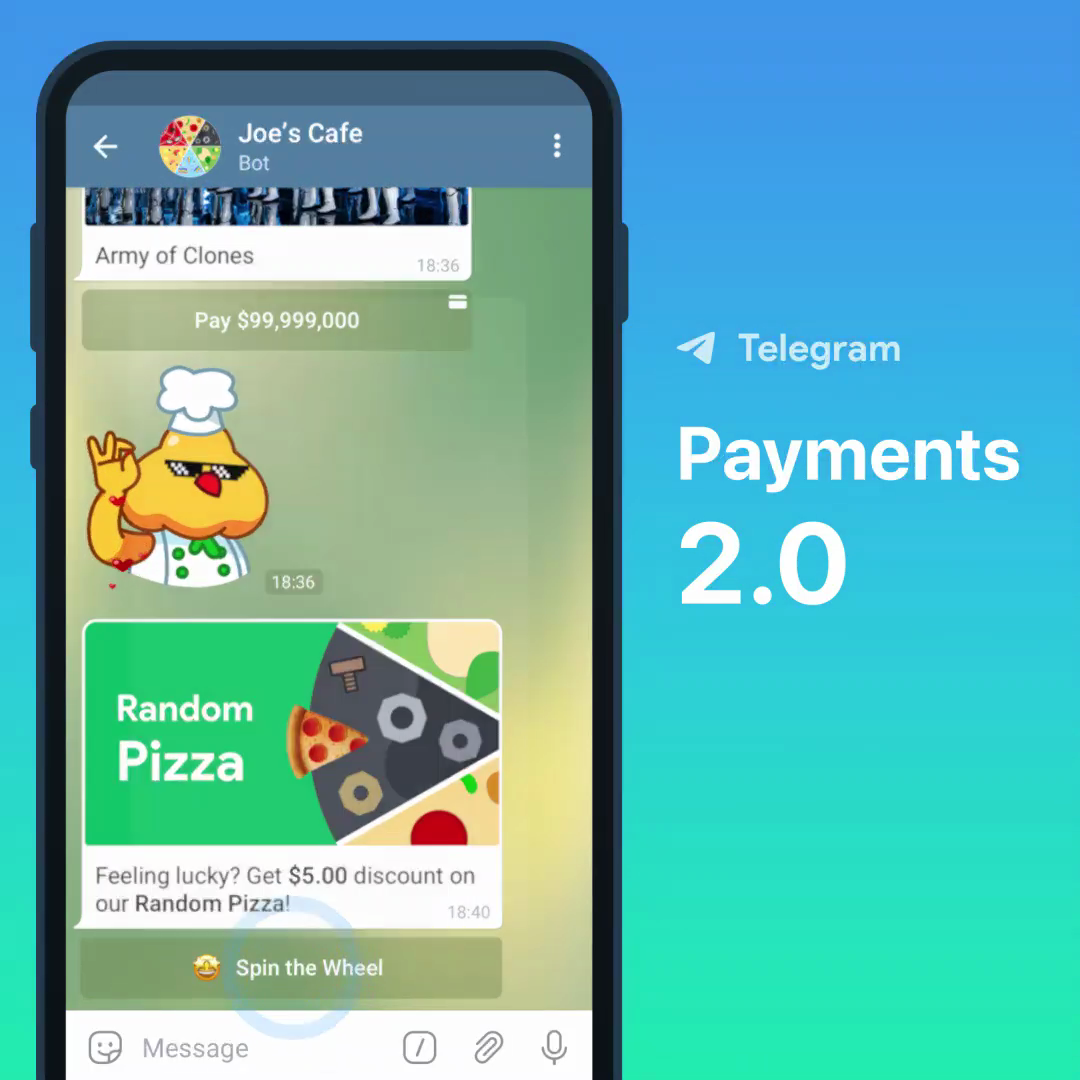 Joe's Cafe
Bot
Army of Clones
18:36
Pay $99,999,000
18:36
Random
Pizza
Feeling lucky? Get $5.00 discount on
our Random Pizza!
18:40
Spin the Wheel
Message
Telegram
Payments
2.0